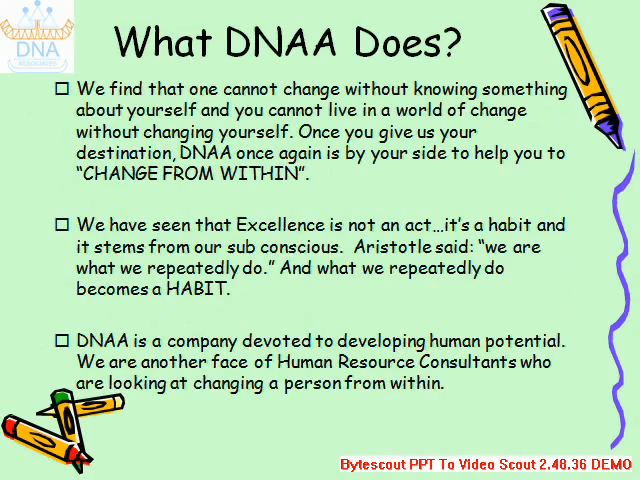 DNA
ASSOCIATES
What DNAA Does?
We find that one cannot change without knowing something
about yourself and you cannot live in a world of change
without changing yourself. Once you give us your
destination, DNAA once again is by your side to help you to
“CHANGE FROM WITHIN”.
We have seen that Excellence is not an act…it’s a habit and
it stems from our sub conscious. Aristotle said: “we are
what we repeatedly do.” And what we repeatedly do
becomes a HABIT.
DNAA is a company devoted to developing human potential.
We are another face of Human Resource Consultants who
are looking at changing a person from within.
Bytescout PPT To Video Scout 2.48.36 DEMO